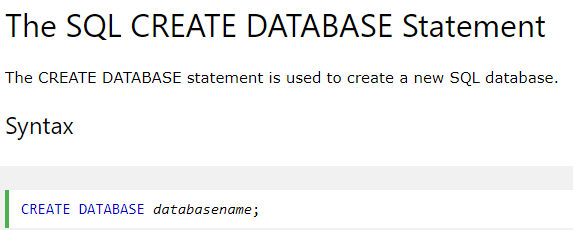 The SQL CREATE DATABASE Statement
The CREATE DATABASE statement is used to create a new SQL database.
Syntax
CREATE DATABASE databasename;